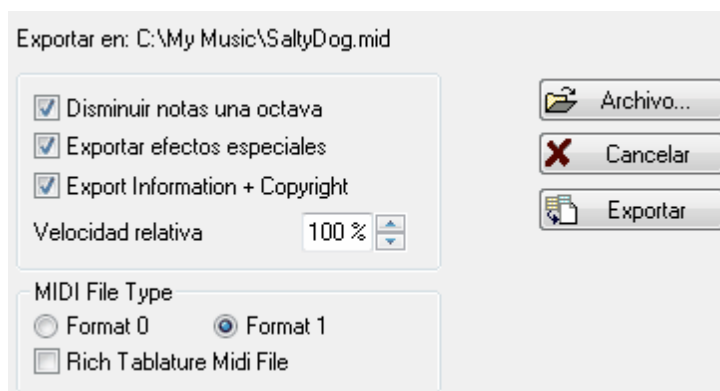 Exportar en: C:\My Music\SaltyDog.mid
Disminuir notas una octava
Archivo...
Exportar efectos especiales
Cancelar
Export Information + Copyright
Exportar
Velocidad relativa 100 %
MIDI File Type
Format 0 Format 1
Rich Tablature Midi File